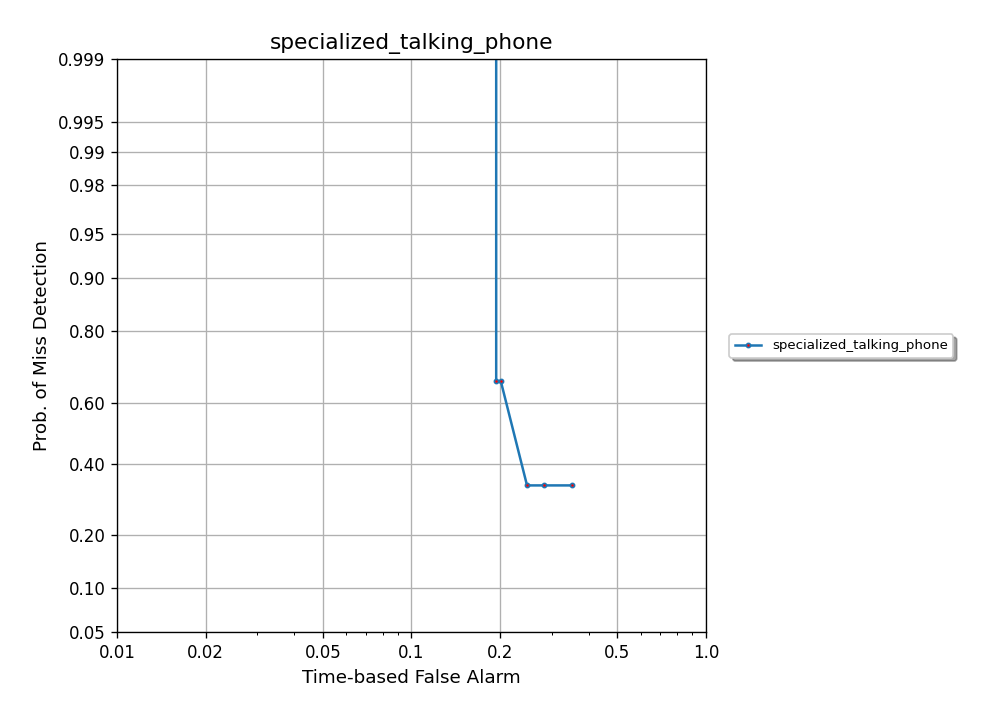 specialized_talking_phone
0.999
0.995
0.99
0.98
0.95
0.90
0.80
0.60
0.40
0.20
0.10
0.05
Prob. of Miss Detection
0.01 0.02 0.05 0.1 0.2 0.5 1.0
Time-based False Alarm
specialized_talking_phone